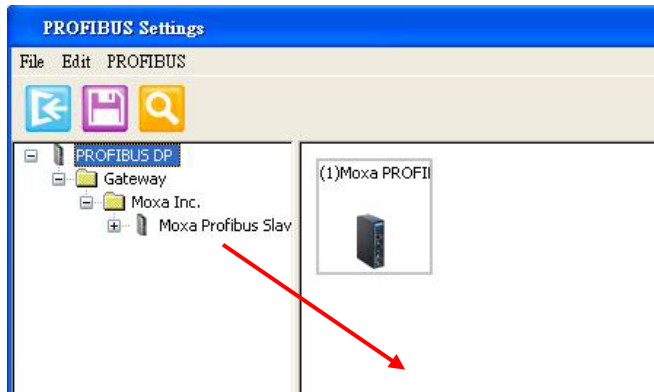 PROFIBUS Settings
File Edit PROFIBUS
PROFIBUS DP
Gateway
Moxa Inc.
Moxa Profibus Slav
(1)Moxa PROFI